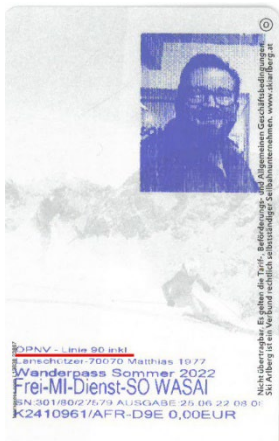 ÖPNV - Linie 90 inkl
Lanschützer-70070 Matthias 1977
Wanderpass Sommer 2022
Frei-MI-Dienst-SO WASAI
SN 301/80/27579 AUSGABE 25 06 22 08 0
K2410961/AFR-D9E 0,00EUR
Nicht übertragbar. Es gelten die Tarif-, Beförderungs- und Allgemeinen Geschäftsbedingungen.
Ski Arlberg ist ein Verbund rechtlich selbstständiger Seilbahnunternehmen. www.skiarlberg.at